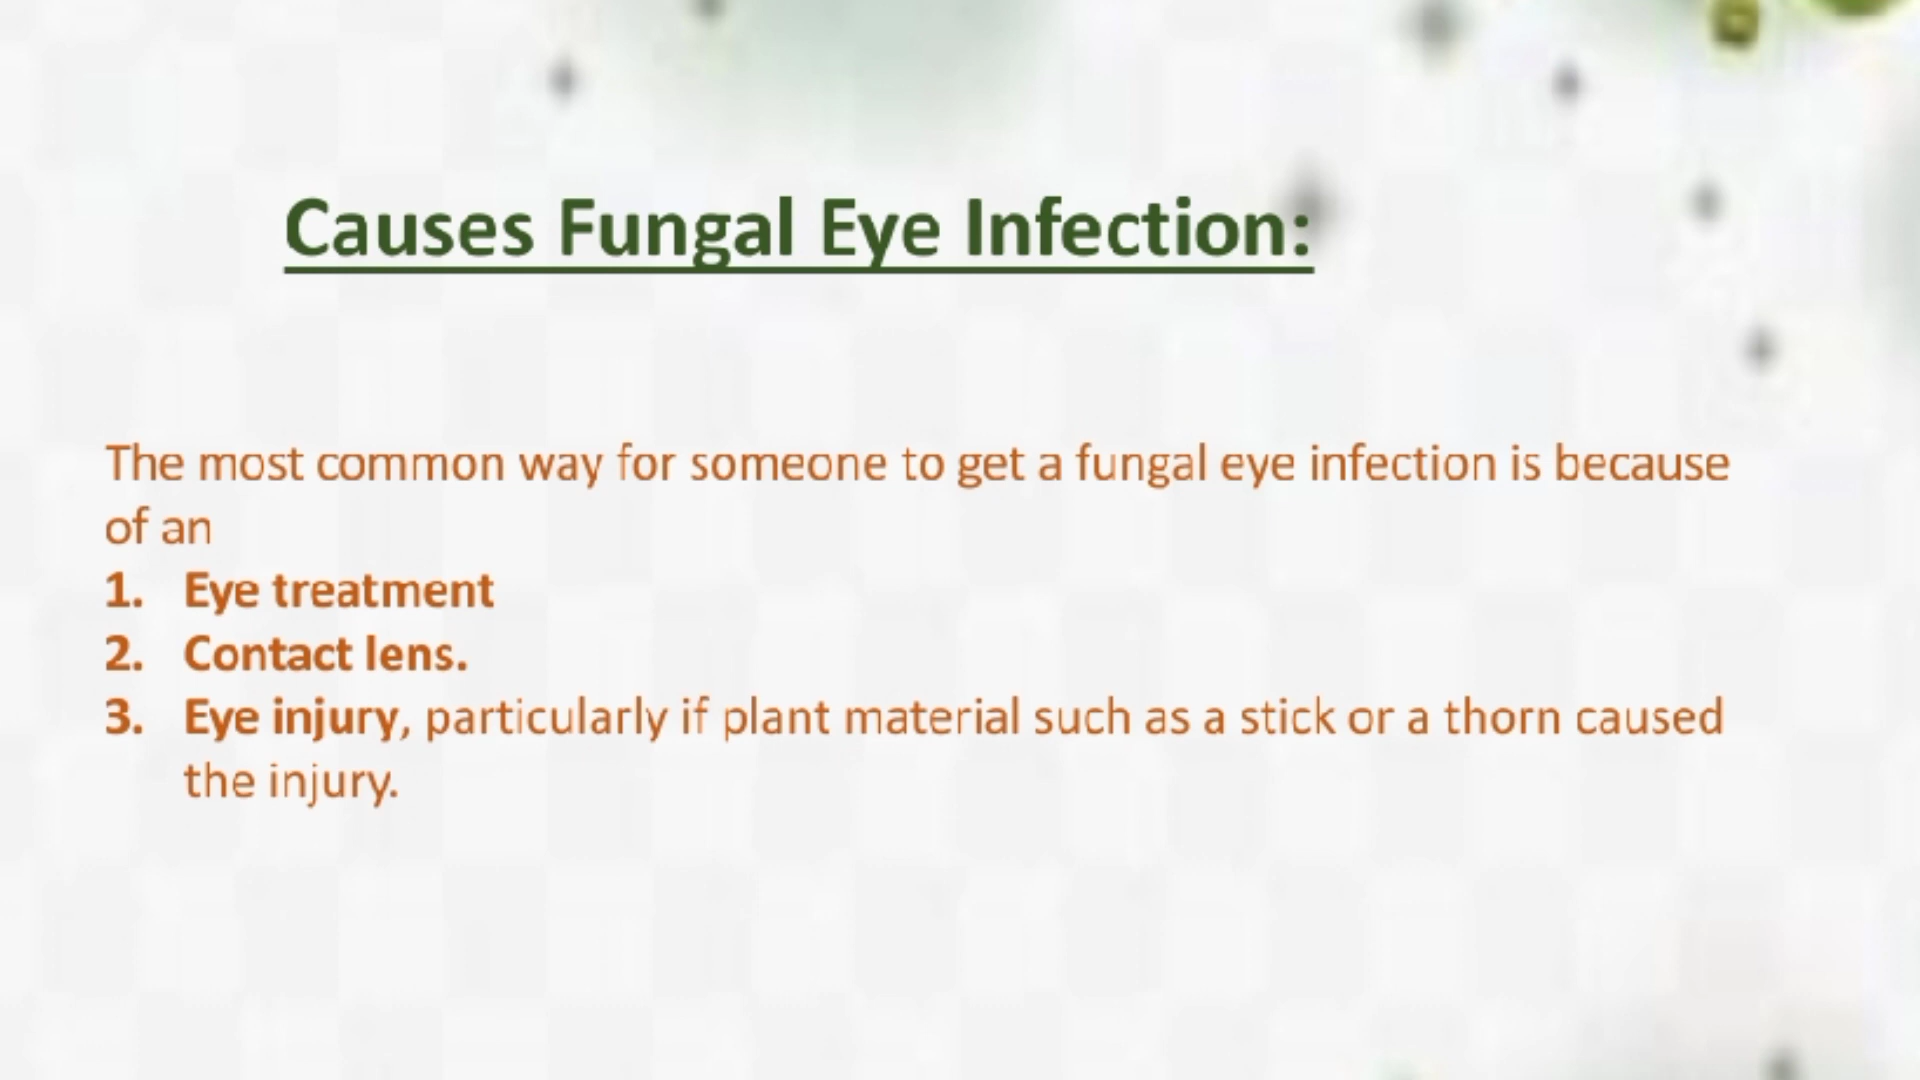 Causes Fungal Eye Infection:
The most common way for someone to get a fungal eye infection is because
of an
1. Eye treatment
2. Contact lens.
3. Eye injury, particularly if plant material such as a stick or a thorn caused
the injury.